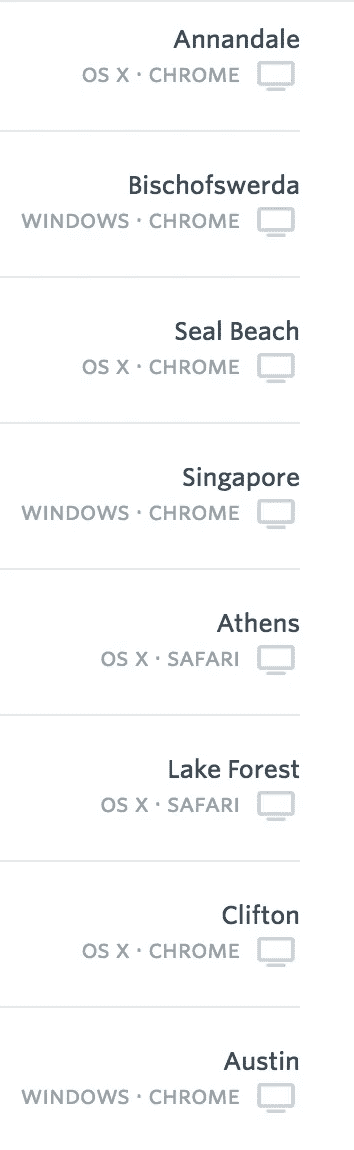 Annandale
OS X · CHROME
Bischofswerda
WINDOWS · CHROME
Seal Beach
OS X · CHROME
Singapore
WINDOWS · CHROME
Athens
OS X · SAFARI
Lake Forest
OS X · SAFARI
Clifton
OS X · CHROME
Austin
WINDOWS · CHROME